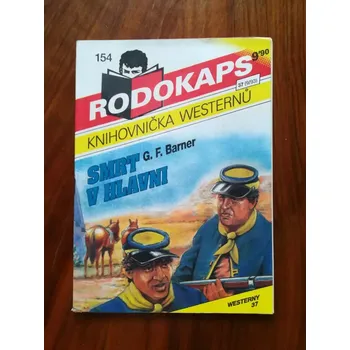 154
9'90
RODOKAPS
KNIHOVNIČKA WESTERNŮ
G. F. Barner
SMRT
V HLAVNI
WESTERNY
37